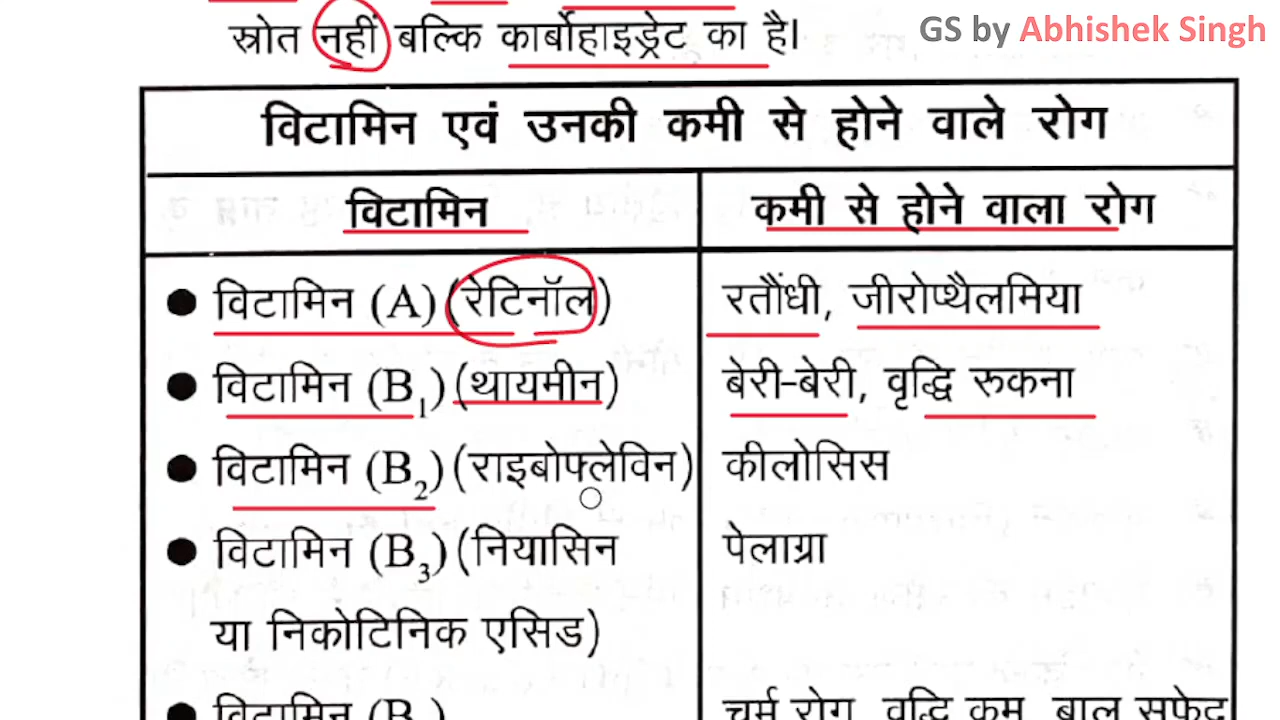 GS by Abhishek Singh
स्रोत नहीं बल्कि कार्बोहाइड्रेट का है।
विटामिन एवं उनकी कमी से होने वाले रोग
विटामिन कमी से होने वाला रोग
● विटामिन (A) (रेटिनॉल) रतौंधी, जीरोप्थैलमिया
● विटामिन (B₁) (थायमीन) बेरी-बेरी, वृद्धि रुकना
● विटामिन (B₂) (राइबोफ्लेविन) कीलोसिस
● विटामिन (B₃) (नियासिन पेलाग्रा
या निकोटिनिक एसिड)
● विटामिन (B ) चर्म रोग, वृद्धि कम, बाल सफेद